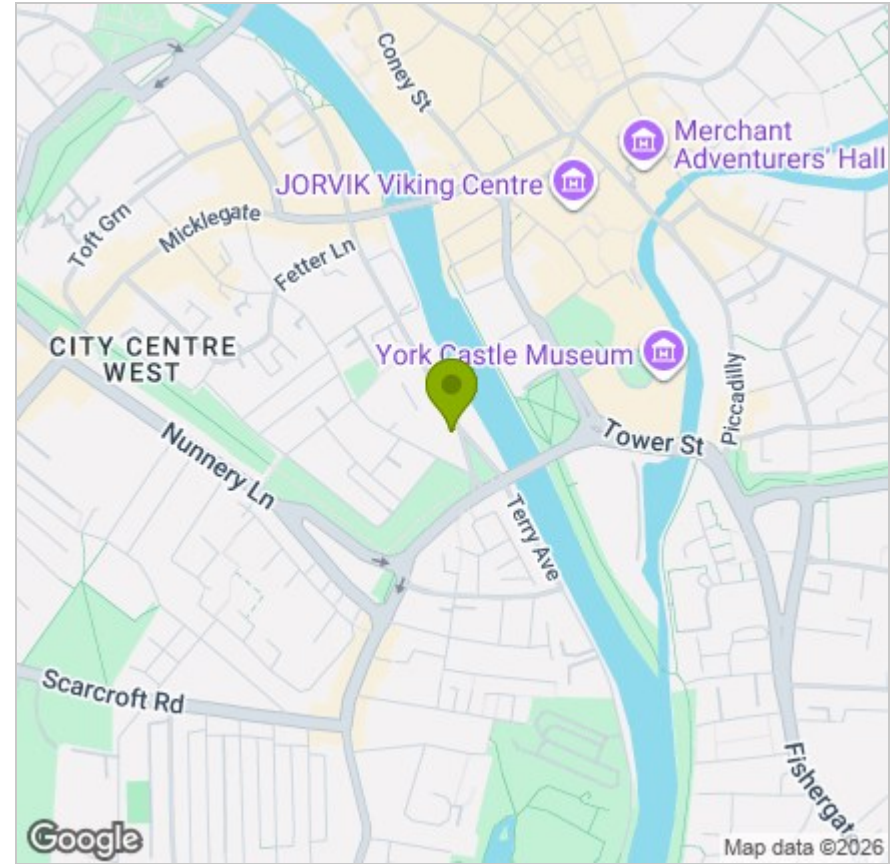 Coney St
Merchant
Adventurers' Hall
JORVIK Viking Centre
Toft Grn
Micklegate
Fetter Ln
CITY CENTRE
WEST
York Castle Museum
Piccadilly
Nunnery Ln
Tower St
Terry Ave
Scarcroft Rd
Fishergate
Google
Map data ©2026